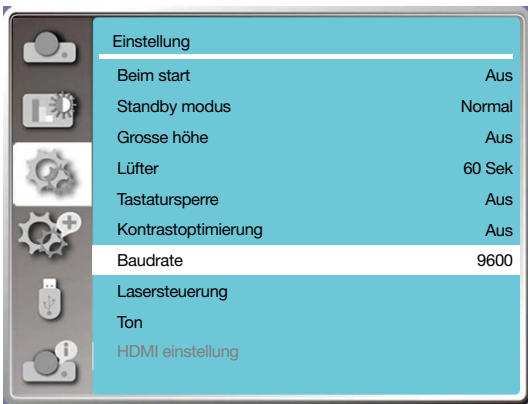 Einstellung
Beim start Aus
Standby modus Normal
Grosse höhe Aus
Lüfter 60 Sek
Tastatursperre Aus
Kontrastoptimierung Aus
Baudrate 9600
Lasersteuerung
Ton
HDMI einstellung